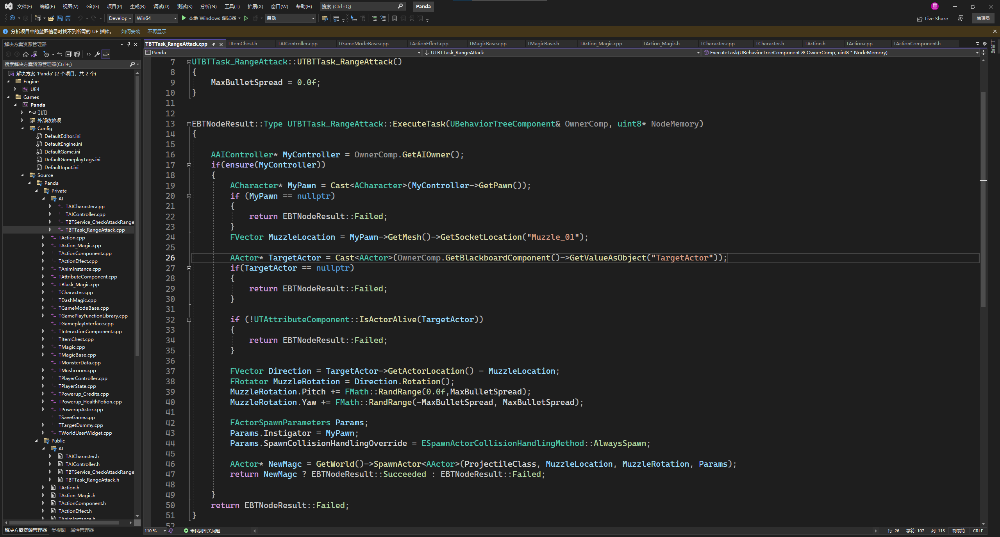 文件(F) 编辑(E) 视图(V) Git(G) 项目(P) 生成(B) 调试(D) 测试(S) 分析(N) 工具(T) 扩展(X) 窗口(W) 帮助(H) 搜索 (Ctrl+Q) Panda 星
Develop Win64 本地 Windows 调试器 自动 Live Share 管理员
分析项目中的蓝图信息时找不到所需的 UE 插件。 如何安装 不再显示
解决方案资源管理器
搜索解决方案资源管理器(Ctrl+;)
解决方案 'Panda' (2 个项目，共 2 个)
Engine
UE4
Games
Panda
引用
外部依赖项
Config
DefaultEditor.ini
DefaultEngine.ini
DefaultGame.ini
DefaultGameplayTags.ini
DefaultInput.ini
Source
Panda
Private
AI
TAICharacter.cpp
TAIController.cpp
TBTService_CheckAttackRange
TBTTask_RangeAttack.cpp
TAction.cpp
TAction_Magic.cpp
TActionComponent.cpp
TActionEffect.cpp
TAnimInstance.cpp
TAttributeComponent.cpp
TBlack_Magic.cpp
TCharacter.cpp
TDashMagic.cpp
TGameModeBase.cpp
TGamePlayFunctionLibrary.cpp
TGameplayInterface.cpp
TInteractionComponent.cpp
TItemChest.cpp
TMagic.cpp
TMagicBase.cpp
TMonsterData.cpp
TMushroom.cpp
TPlayerController.cpp
TPlayerState.cpp
TPowerup_Credits.cpp
TPowerup_HealthPotion.cpp
TPowerupActor.cpp
TSaveGame.cpp
TTargetDummy.cpp
TWorldUserWidget.cpp
Public
AI
TAICharacter.h
TAIController.h
TBTService_CheckAttackRange
TBTTask_RangeAttack.h
TAction.h
TAction_Magic.h
TActionComponent.h
TActionEffect.h
TAnimInstance.h
解决方案资源管理器 类视图 属性管理器
TBTTask_RangeAttack.cpp TItemChest.h TAIController.cpp TGameModeBase.cpp TActionEffect.cpp TMagicBase.cpp TMagicBase.h TAction_Magic.cpp TAction_Magic.h TCharacter.cpp TCharacter.h TAction.h TAction.cpp TActionComponent.h
工具箱
Panda UTBTTask_RangeAttack ExecuteTask(UBehaviorTreeComponent & OwnerComp, uint8 * NodeMemory)
7 UTBTTask_RangeAttack::UTBTTask_RangeAttack()
8 {
9 MaxBulletSpread = 0.0f;
10 }
11
12
13 EBTNodeResult::Type UTBTTask_RangeAttack::ExecuteTask(UBehaviorTreeComponent& OwnerComp, uint8* NodeMemory)
14 {
15
16 AAIController* MyController = OwnerComp.GetAIOwner();
17 if(ensure(MyController))
18 {
19 ACharacter* MyPawn = Cast<ACharacter>(MyController->GetPawn());
20 if (MyPawn == nullptr)
21 {
22 return EBTNodeResult::Failed;
23 }
24 FVector MuzzleLocation = MyPawn->GetMesh()->GetSocketLocation("Muzzle_01");
25
26 AActor* TargetActor = Cast<AActor>(OwnerComp.GetBlackboardComponent()->GetValueAsObject("TargetActor"));
27 if(TargetActor == nullptr)
28 {
29 return EBTNodeResult::Failed;
30 }
31
32 if (!UTAttributeComponent::IsActorAlive(TargetActor))
33 {
34 return EBTNodeResult::Failed;
35 }
36
37 FVector Direction = TargetActor->GetActorLocation() - MuzzleLocation;
38 FRotator MuzzleRotation = Direction.Rotation();
39 MuzzleRotation.Pitch += FMath::RandRange(0.0f,MaxBulletSpread);
40 MuzzleRotation.Yaw += FMath::RandRange(-MaxBulletSpread, MaxBulletSpread);
41
42 FActorSpawnParameters Params;
43 Params.Instigator = MyPawn;
44 Params.SpawnCollisionHandlingOverride = ESpawnActorCollisionHandlingMethod::AlwaysSpawn;
45
46 AActor* NewMagc = GetWorld()->SpawnActor<AActor>(ProjectileClass, MuzzleLocation, MuzzleRotation, Params);
47 return NewMagc ? EBTNodeResult::Succeeded : EBTNodeResult::Failed;
48
49 }
50 return EBTNodeResult::Failed;
51 }
52
110 % 未找到相关问题 行: 26 字符: 107 列: 113 制表符 CRLF